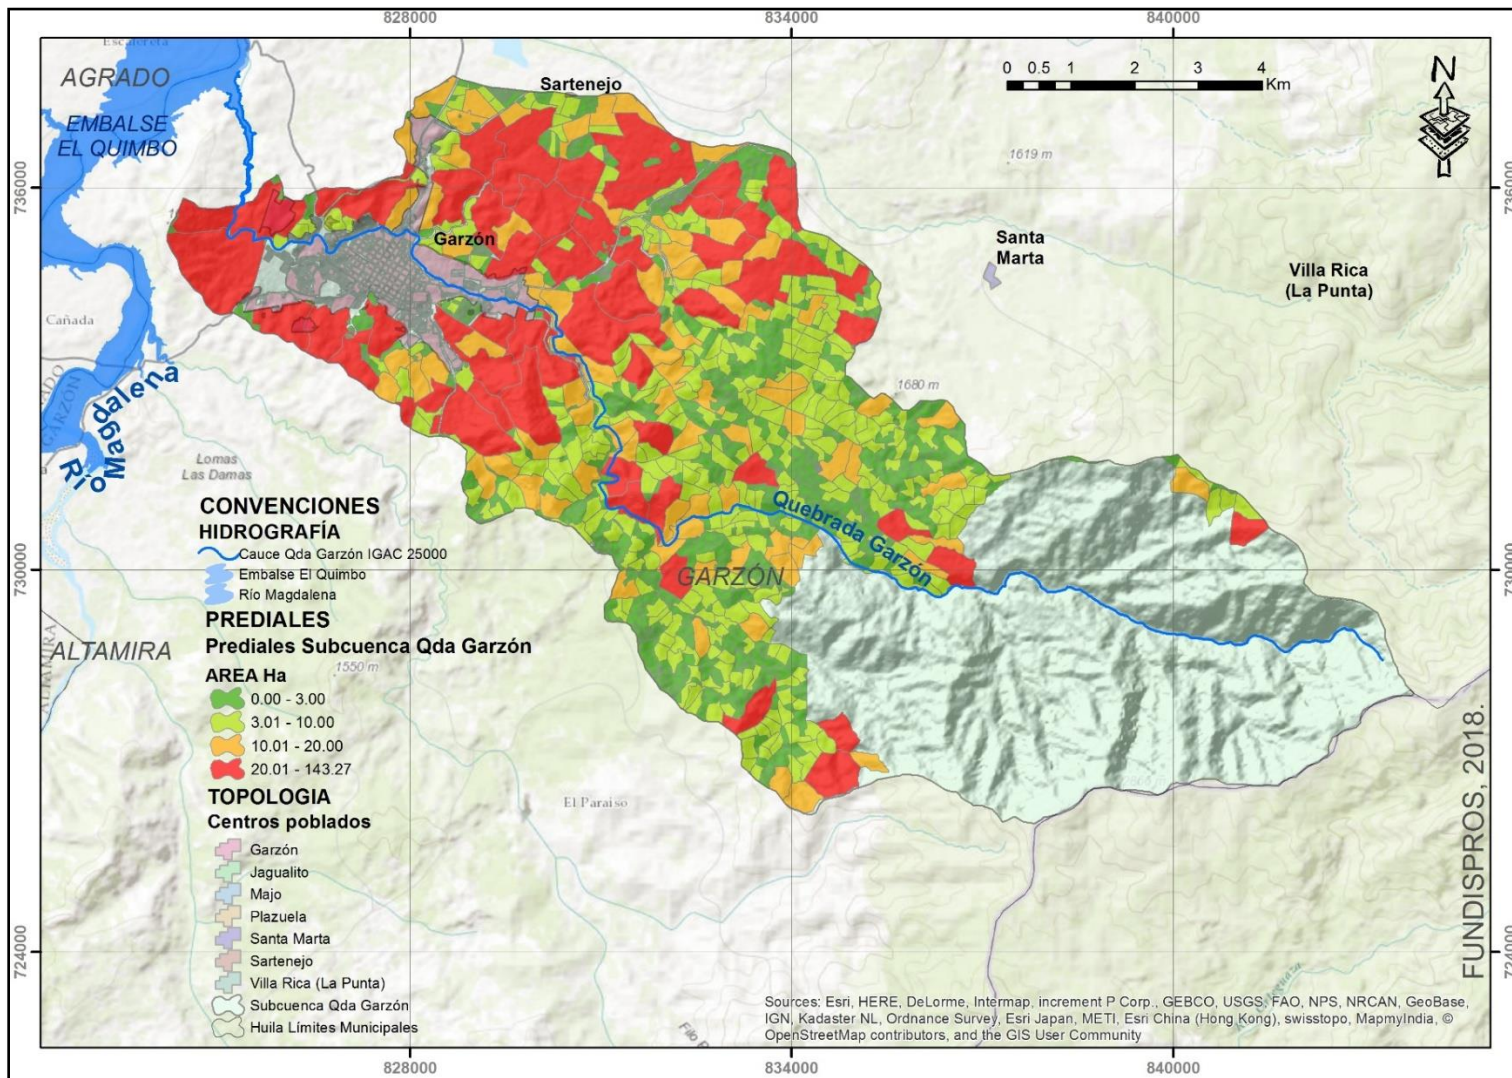 828000
834000
840000
Escalereta
AGRADO
EMBALSE
EL QUIMBO
Sartenejo
0 0.5 1 2 3 4
Km
N
1619 m
736000
736000
Garzón
Santa
Marta
Villa Rica
(La Punta)
Cañada
GARZÓN
Río Magdalena
1680 m
Lomas
Las Damas
CONVENCIONES
HIDROGRAFÍA
Cauce Qda Garzón IGAC 25000
Embalse El Quimbo
Río Magdalena
Quebrada Garzón
730000
730000
GARZÓN
PREDIALES
Prediales Subcuenca Qda Garzón
ALTAMIRA
ALTAMIRA
1550 m
AREA Ha
0.00 - 3.00
3.01 - 10.00
10.01 - 20.00
20.01 - 143.27
TOPOLOGIA
Centros poblados
El Paraiso
Garzón
Jagualito
Majo
Plazuela
Santa Marta
Sartenejo
Villa Rica (La Punta)
Subcuenca Qda Garzón
Huila Límites Municipales
724000
724000
FUNDISPROS, 2018.
Sources: Esri, HERE, DeLorme, Intermap, increment P Corp., GEBCO, USGS, FAO, NPS, NRCAN, GeoBase,
IGN, Kadaster NL, Ordnance Survey, Esri Japan, METI, Esri China (Hong Kong), swisstopo, MapmyIndia, ©
OpenStreetMap contributors, and the GIS User Community
828000
834000
840000